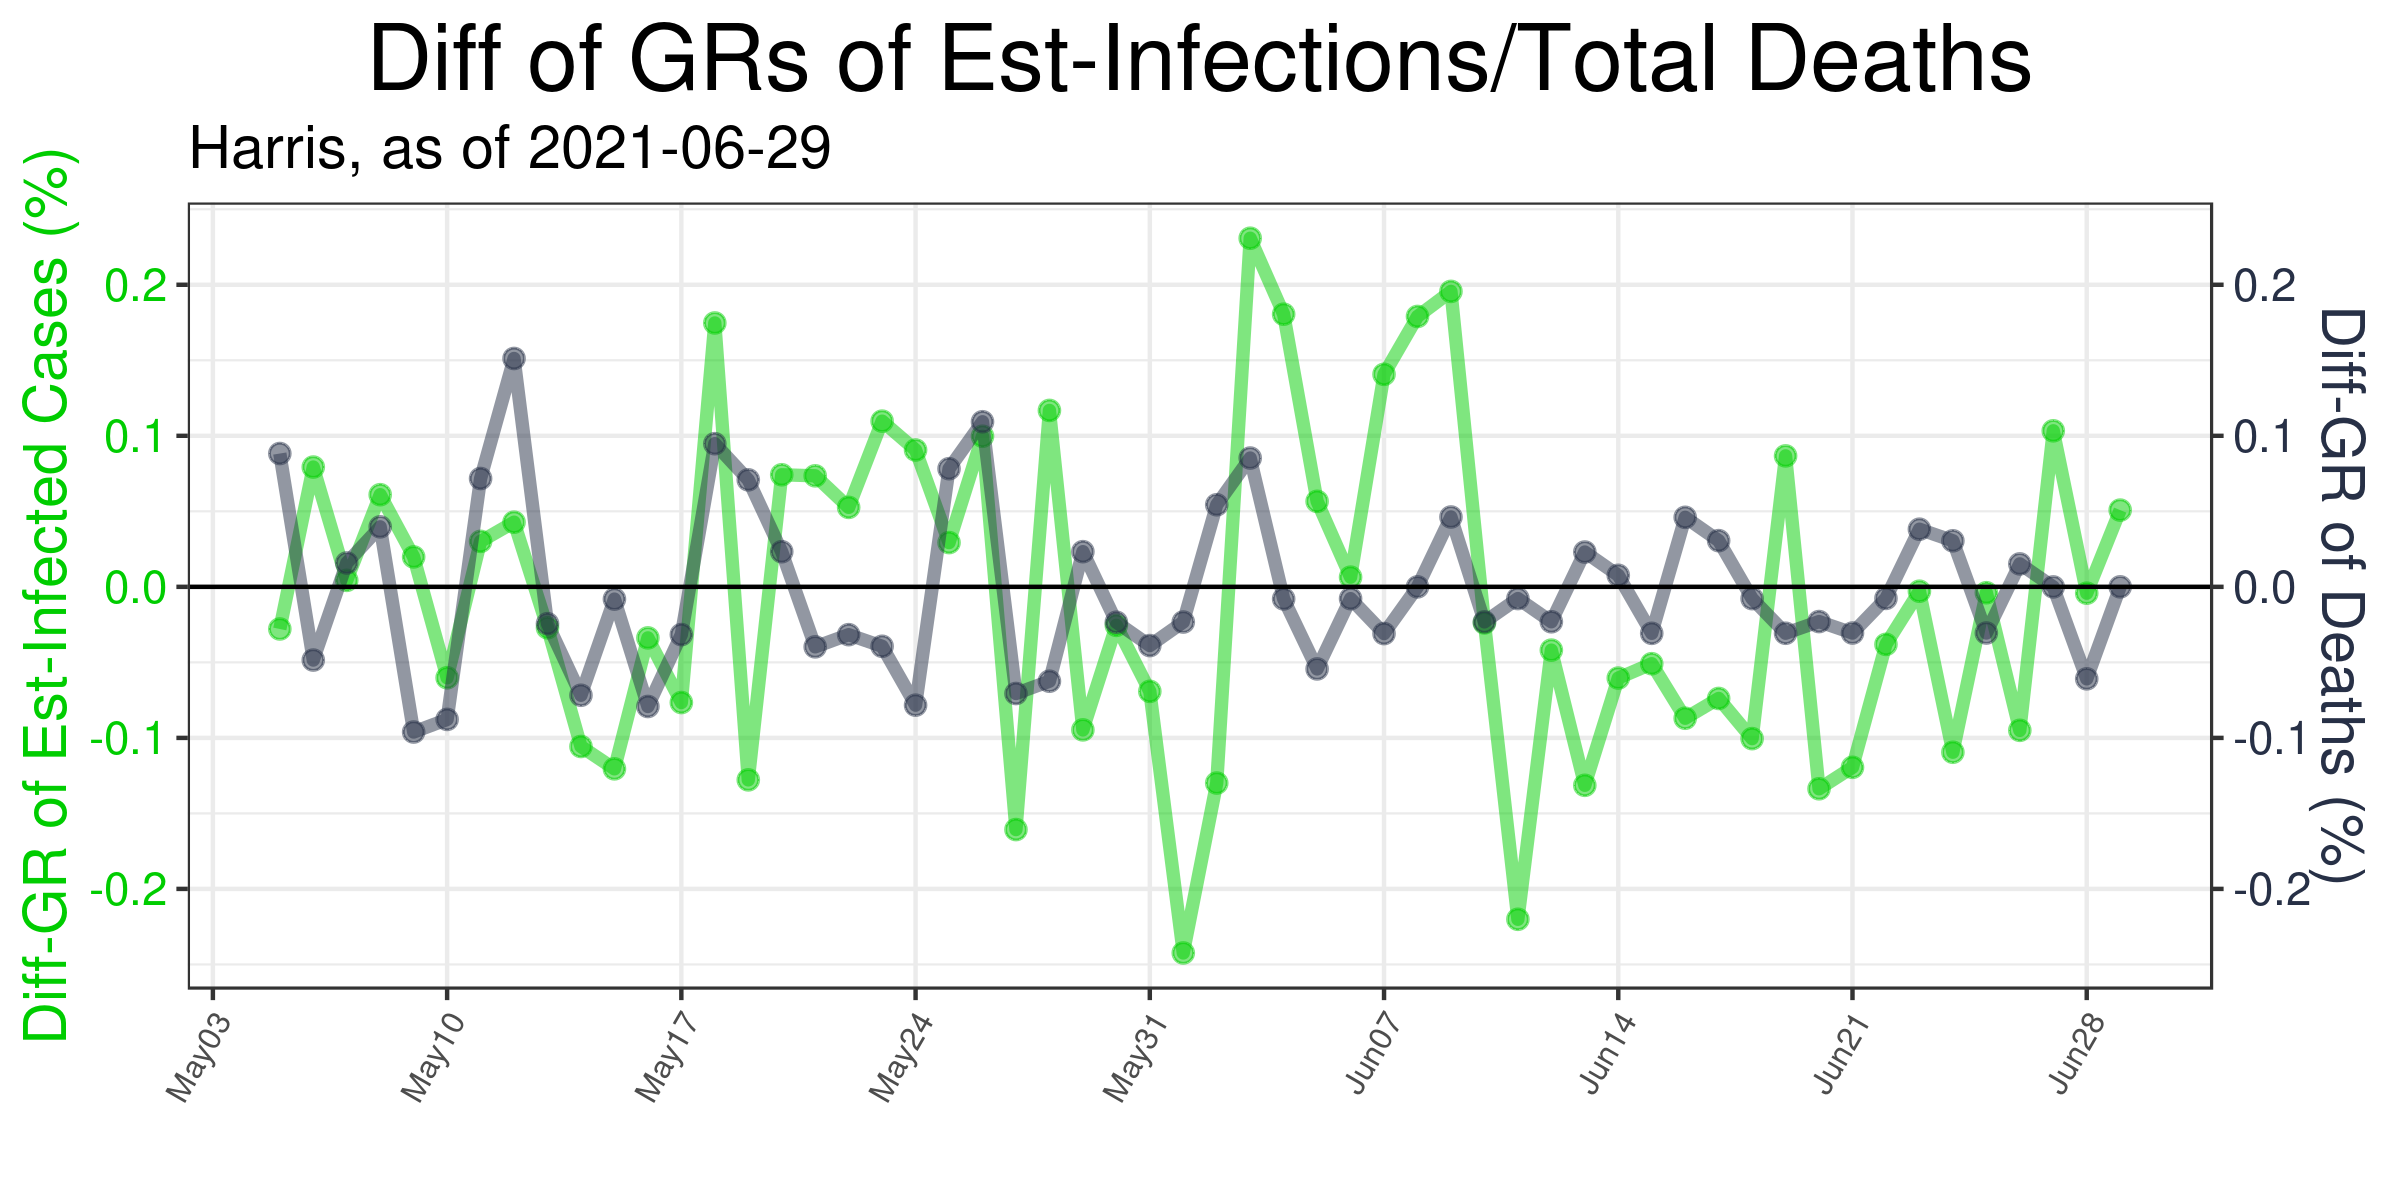 Diff of GRs of Est-Infections/Total Deaths
Harris, as of 2021-06-29
Diff-GR of Est-Infected Cases (%)
0.2
0.1
0.0
-0.1
-0.2
0.2
0.1
0.0
-0.1
-0.2
Diff-GR of Deaths (%)
May03
May10
May17
May24
May31
Jun07
Jun14
Jun21
Jun28